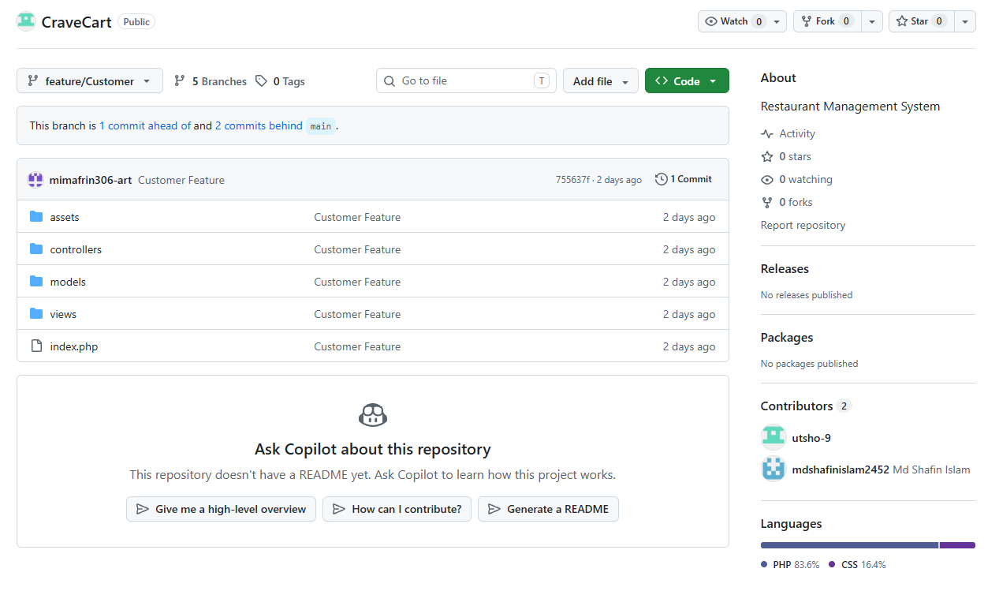 CraveCart Public
Watch 0 Fork 0 Star 0
feature/Customer 5 Branches 0 Tags Go to file T Add file Code
This branch is 1 commit ahead of and 2 commits behind main .
mimafrin306-art Customer Feature 755637f · 2 days ago 1 Commit
assets Customer Feature 2 days ago
controllers Customer Feature 2 days ago
models Customer Feature 2 days ago
views Customer Feature 2 days ago
index.php Customer Feature 2 days ago
Ask Copilot about this repository
This repository doesn't have a README yet. Ask Copilot to learn how this project works.
Give me a high-level overview How can I contribute? Generate a README
About
Restaurant Management System
Activity
0 stars
0 watching
0 forks
Report repository
Releases
No releases published
Packages
No packages published
Contributors 2
utsho-9
mdshafinislam2452 Md Shafin Islam
Languages
PHP 83.6% CSS 16.4%